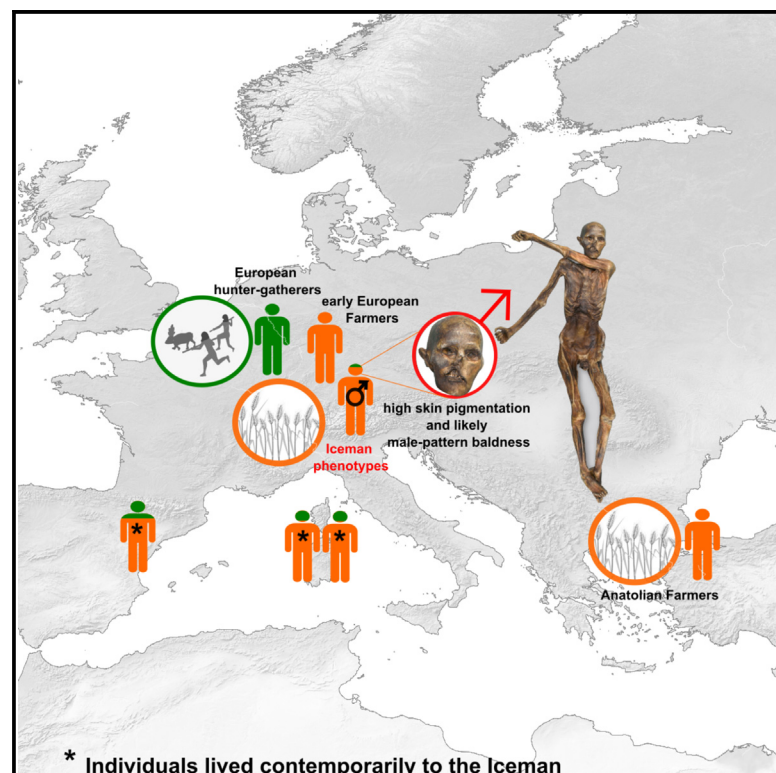 European
hunter-gatherers
early European
Farmers
high skin pigmentation
and likely
male-pattern baldness
Iceman
phenotypes
*
* *
Anatolian Farmers
* Individuals lived contemporarily to the Iceman